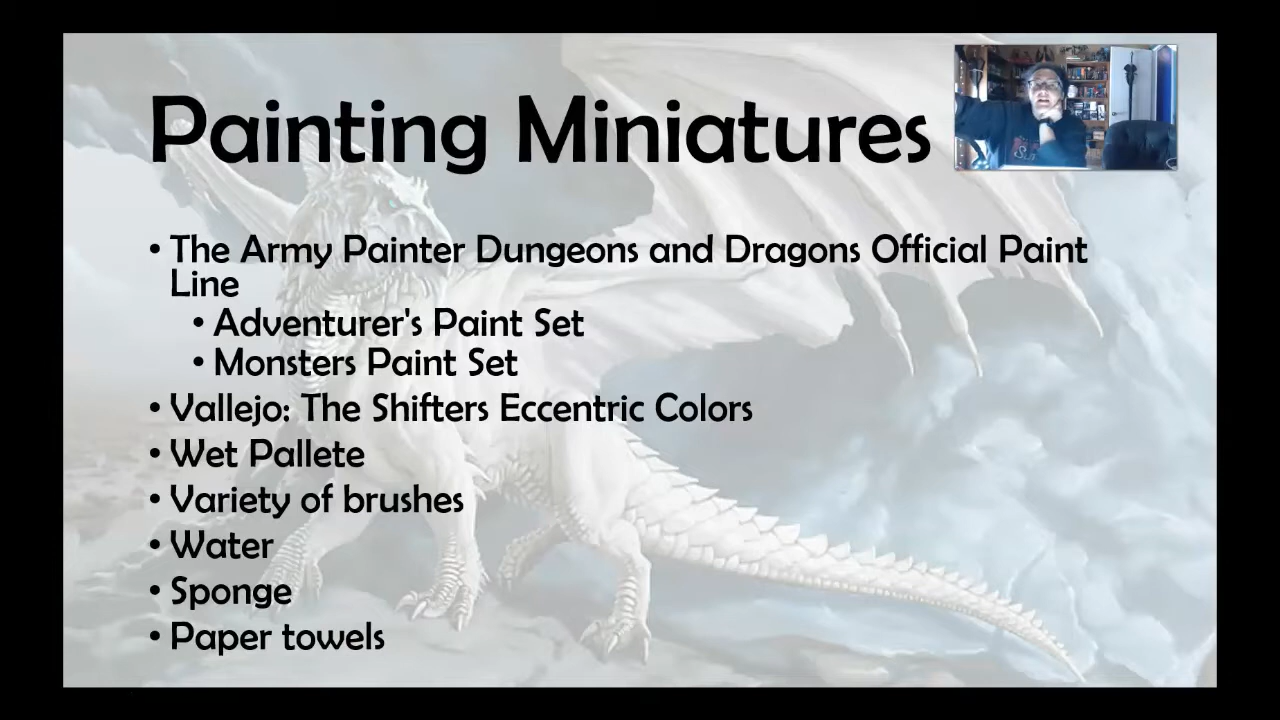 Painting Miniatures
• The Army Painter Dungeons and Dragons Official Paint
Line
• Adventurer's Paint Set
• Monsters Paint Set
• Vallejo: The Shifters Eccentric Colors
• Wet Pallete
• Variety of brushes
• Water
• Sponge
• Paper towels